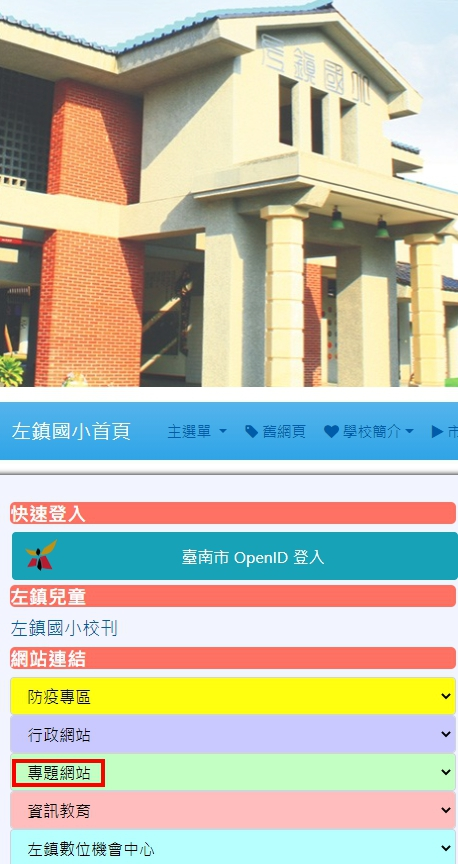 左鎮國小
左鎮國小首頁 主選單 舊網頁 學校簡介 市
快速登入
臺南市 OpenID 登入
左鎮兒童
左鎮國小校刊
網站連結
防疫專區
行政網站
專題網站
資訊教育
左鎮數位機會中心